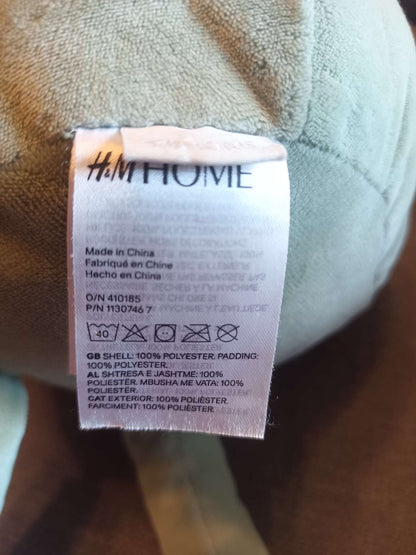 H&M HOME
Made in China
Fabriqué en Chine
Hecho en China
O/N 410185
P/N 1130746 7
40
GB SHELL: 100% POLYESTER. PADDING:
100% POLYESTER.
AL SHTRESA E JASHTME: 100%
POLIESTER. MBUSHJA ME VATA: 100%
POLIESTER.
CAT EXTERIOR: 100% POLIÈSTER.
FARCIMENT: 100% POLIÈSTER.